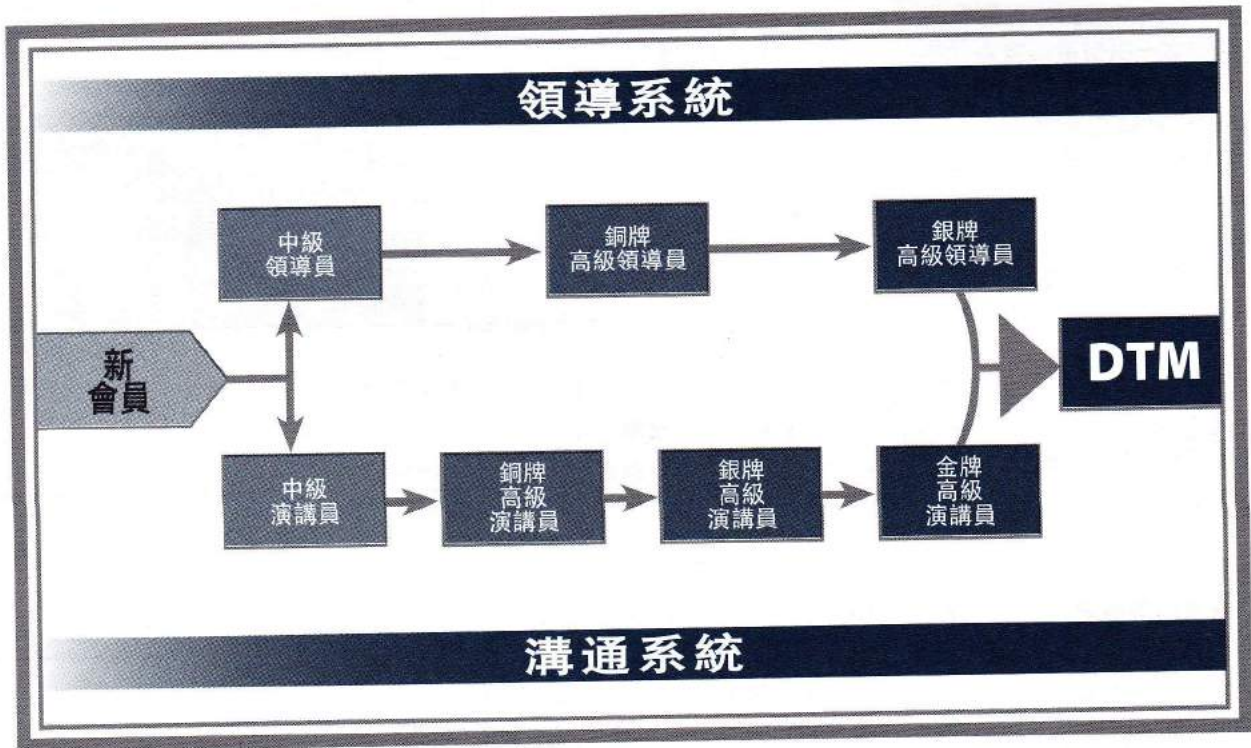 領導系統
中級
領導員
銅牌
高級領導員
銀牌
高級領導員
新
會員
DTM
中級
演講員
銅牌
高級
演講員
銀牌
高級
演講員
金牌
高級
演講員
溝通系統